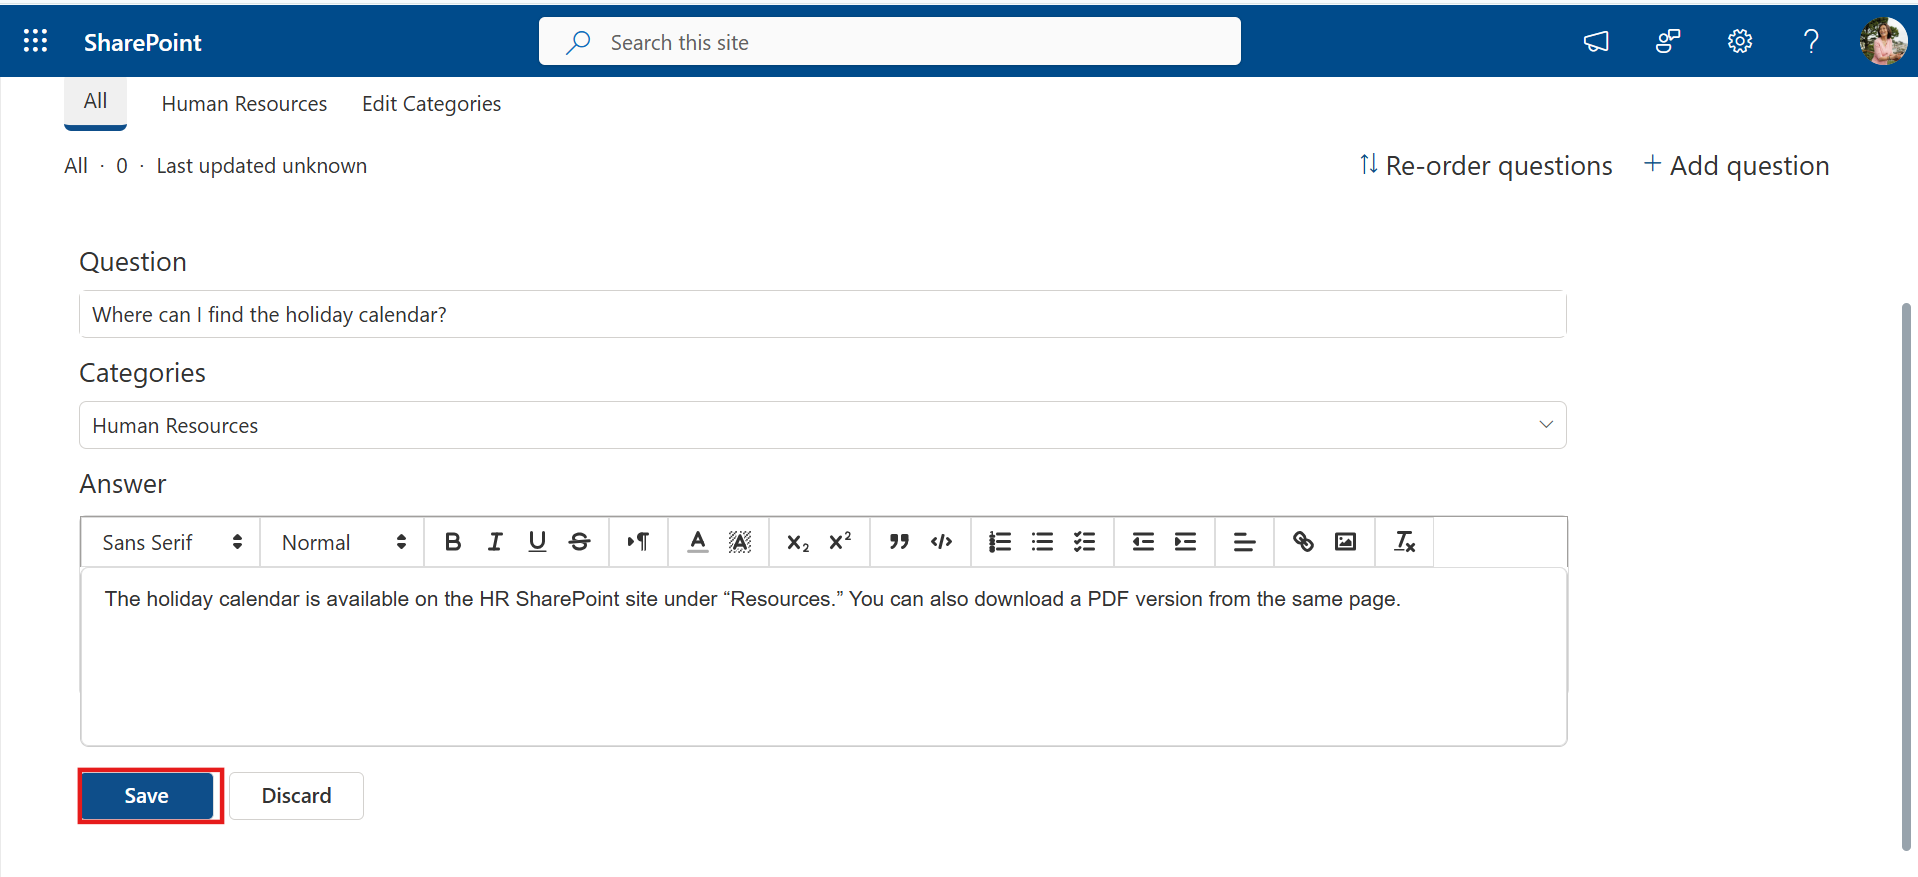 SharePoint
Search this site
All Human Resources Edit Categories
All · 0 · Last updated unknown
Re-order questions + Add question
Question
Where can I find the holiday calendar?
Categories
Human Resources
Answer
Sans Serif Normal B I U S ¶ A A x₂ x² ” </>
The holiday calendar is available on the HR SharePoint site under “Resources.” You can also download a PDF version from the same page.
Save Discard